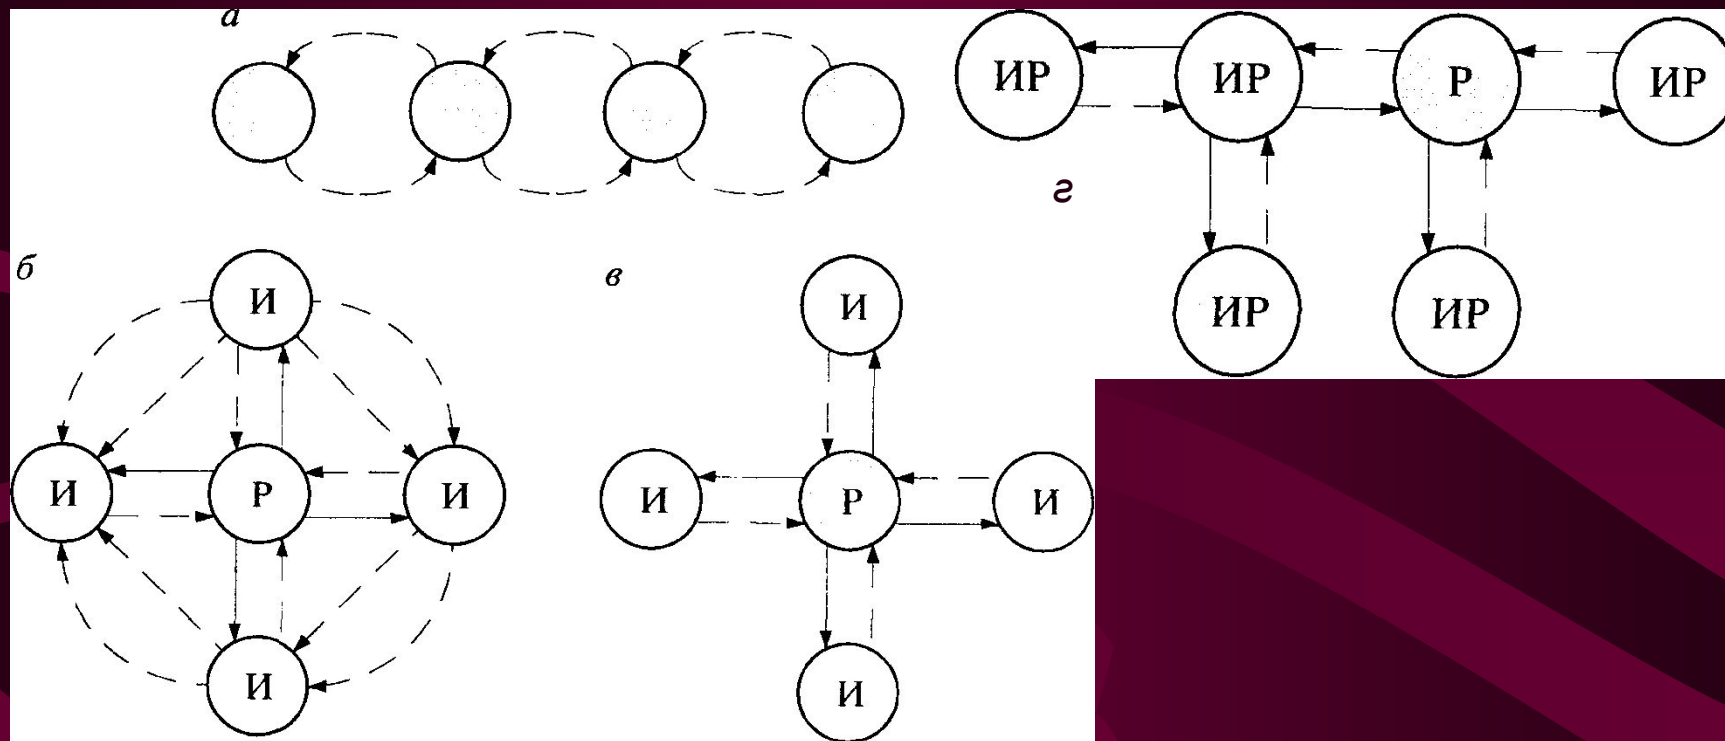 а
ИР ИР Р ИР
г
ИР ИР
б
И
И Р И
И
в
И
И Р И
И